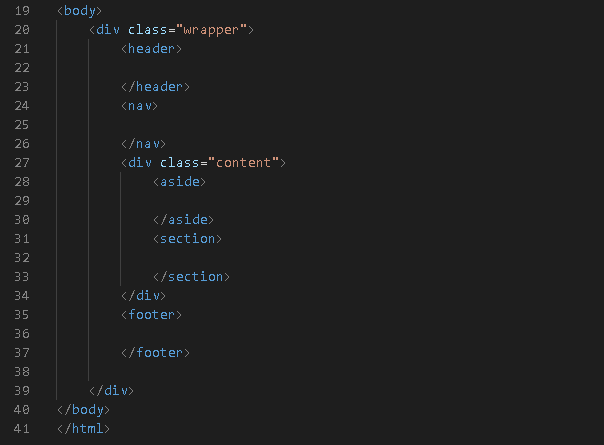 19 <body>
20 <div class="wrapper">
21 <header>
22
23 </header>
24 <nav>
25
26 </nav>
27 <div class="content">
28 <aside>
29
30 </aside>
31 <section>
32
33 </section>
34 </div>
35 <footer>
36
37 </footer>
38
39 </div>
40 </body>
41 </html>